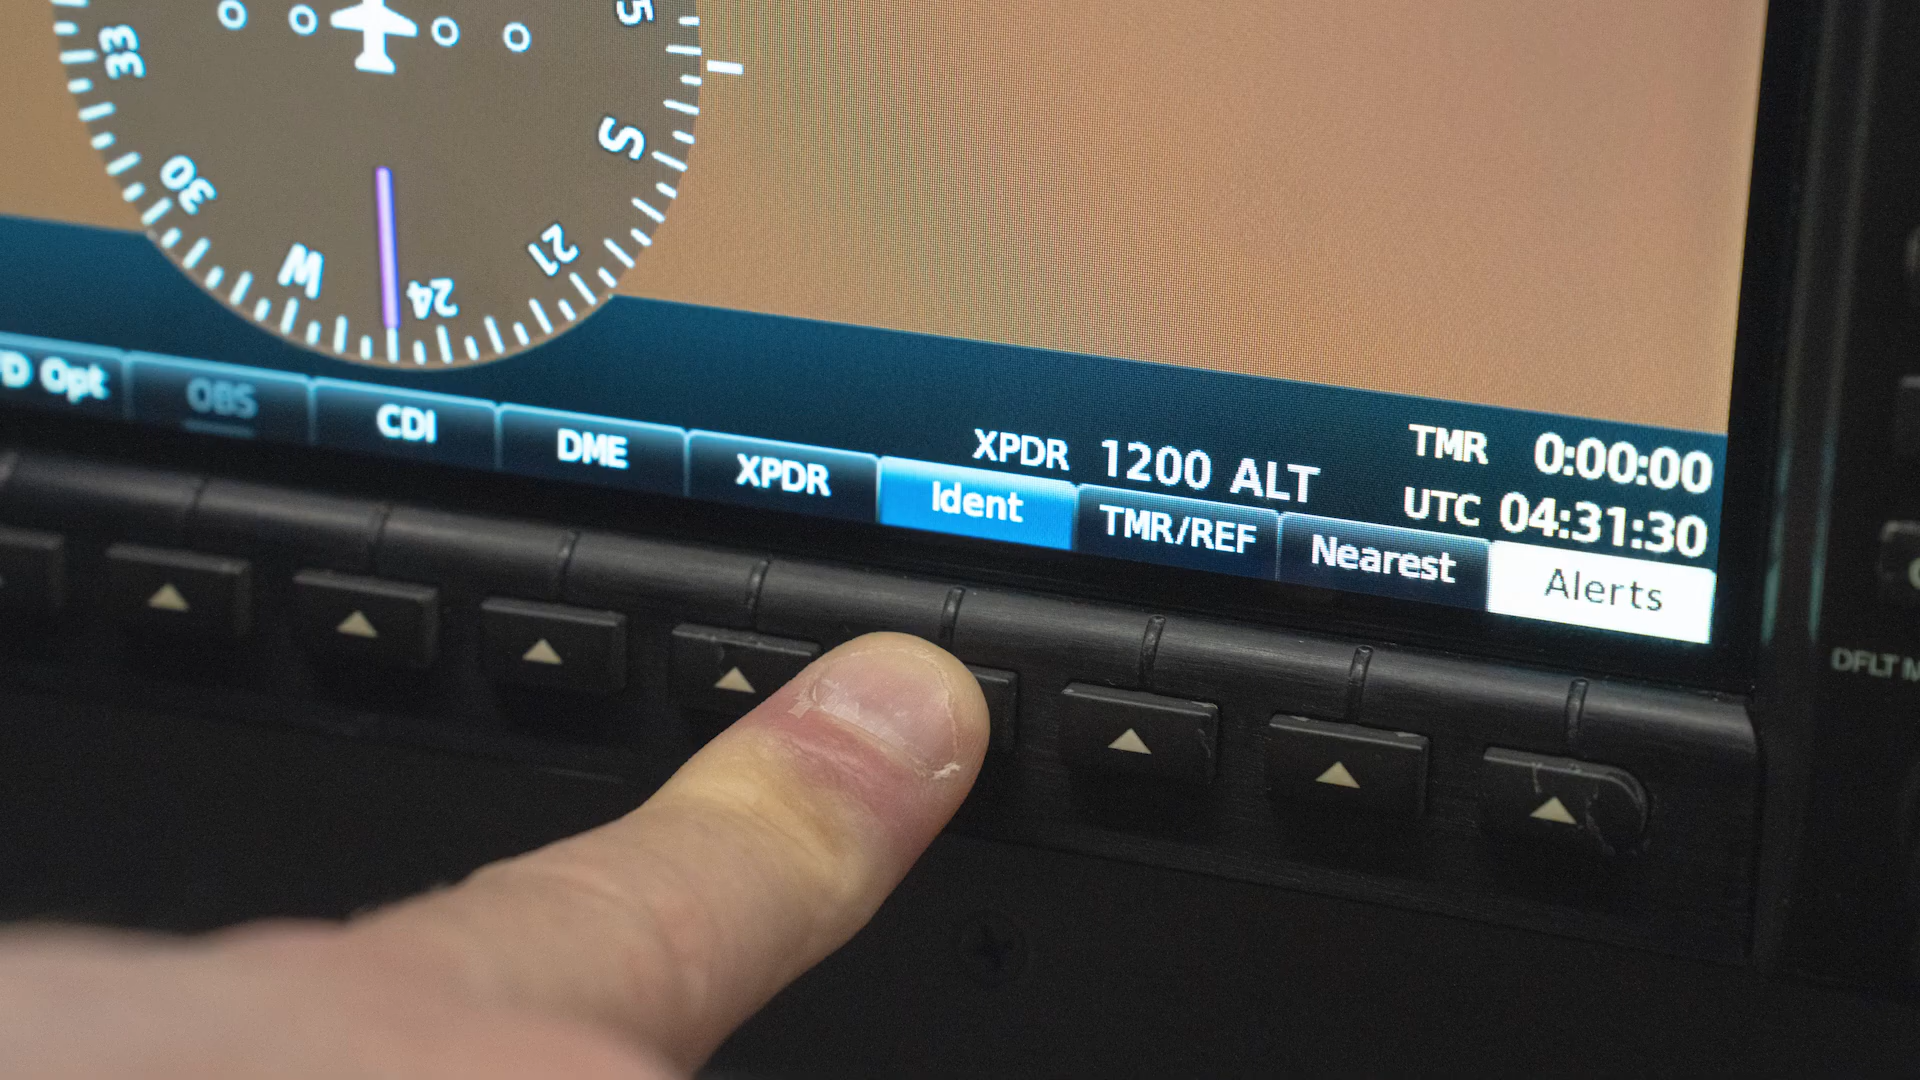 33
30
W
24
21
S
XPDR 1200 ALT
TMR 0:00:00
UTC 04:31:30
D Opt
OBS
CDI
DME
XPDR
Ident
TMR/REF
Nearest
Alerts
DFLT